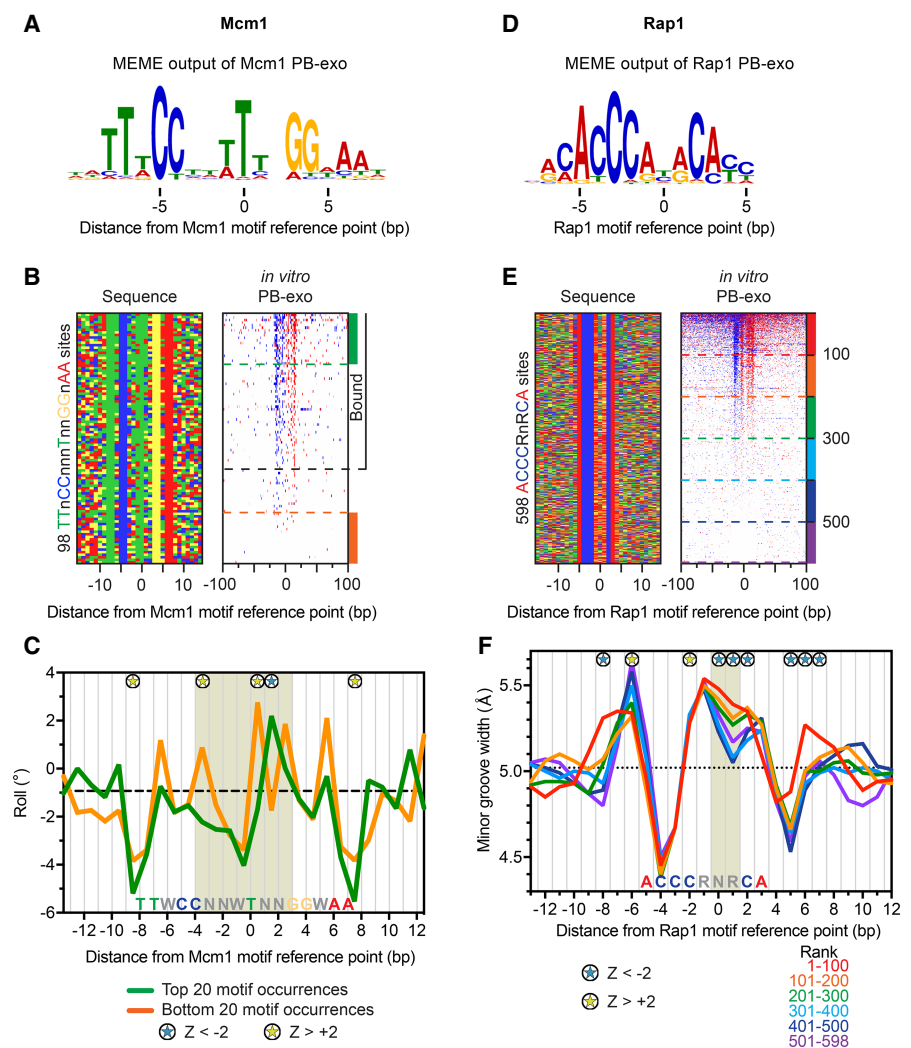 A
Mcm1
MEME output of Mcm1 PB-exo
-5 0 5
Distance from Mcm1 motif reference point (bp)
D
Rap1
MEME output of Rap1 PB-exo
-5 0 5
Rap1 motif reference point (bp)
B
Sequence
in vitro
PB-exo
98 TTnCCnnnTnnGGnAA sites
Bound
-10 0 10
-100 0 100
Distance from Mcm1 motif reference point (bp)
E
Sequence
in vitro
PB-exo
598 ACCCRnRCA sites
100
300
500
-10 0 10
-100 0 100
Distance from Rap1 motif reference point (bp)
C
Roll (°)
4
2
0
-2
-4
-6
TTWCCNNWTNNGGWAA
-12 -10 -8 -6 -4 -2 0 2 4 6 8 10 12
Distance from Mcm1 motif reference point (bp)
Top 20 motif occurrences
Bottom 20 motif occurrences
Z < -2 Z > +2
F
Minor groove width (Å)
5.5
5.0
4.5
ACCCRNRCA
-12 -10 -8 -6 -4 -2 0 2 4 6 8 10 12
Distance from Rap1 motif reference point (bp)
Z < -2
Z > +2
Rank
1-100
101-200
201-300
301-400
401-500
501-598